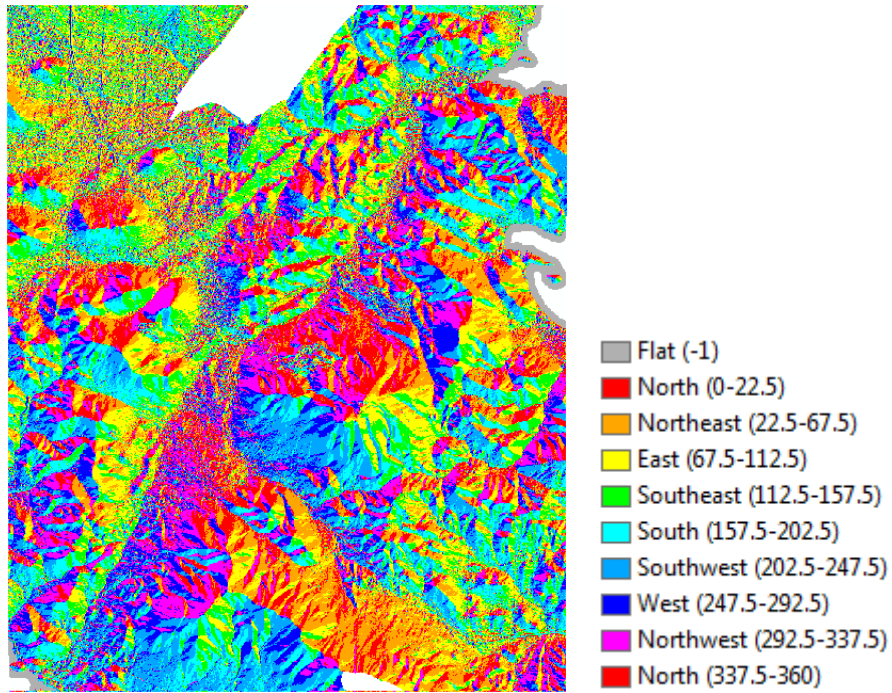 Flat (-1)
North (0-22.5)
Northeast (22.5-67.5)
East (67.5-112.5)
Southeast (112.5-157.5)
South (157.5-202.5)
Southwest (202.5-247.5)
West (247.5-292.5)
Northwest (292.5-337.5)
North (337.5-360)